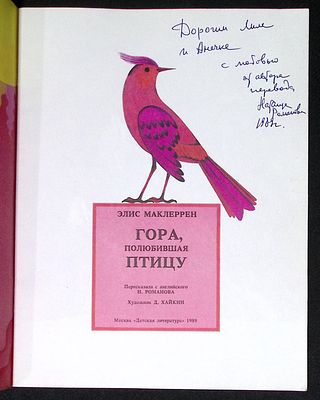 Дорогим Лиле
и Анечке
с любовью
от автора
перевода
Романова
1989г.
ЭЛИС МАКЛЕРРЕН
ГОРА,
ПОЛЮБИВШАЯ
ПТИЦУ
Пересказала с английского
Н. РОМАНОВА
Художник Д. ХАЙКИН
Москва «Детская литература» 1989